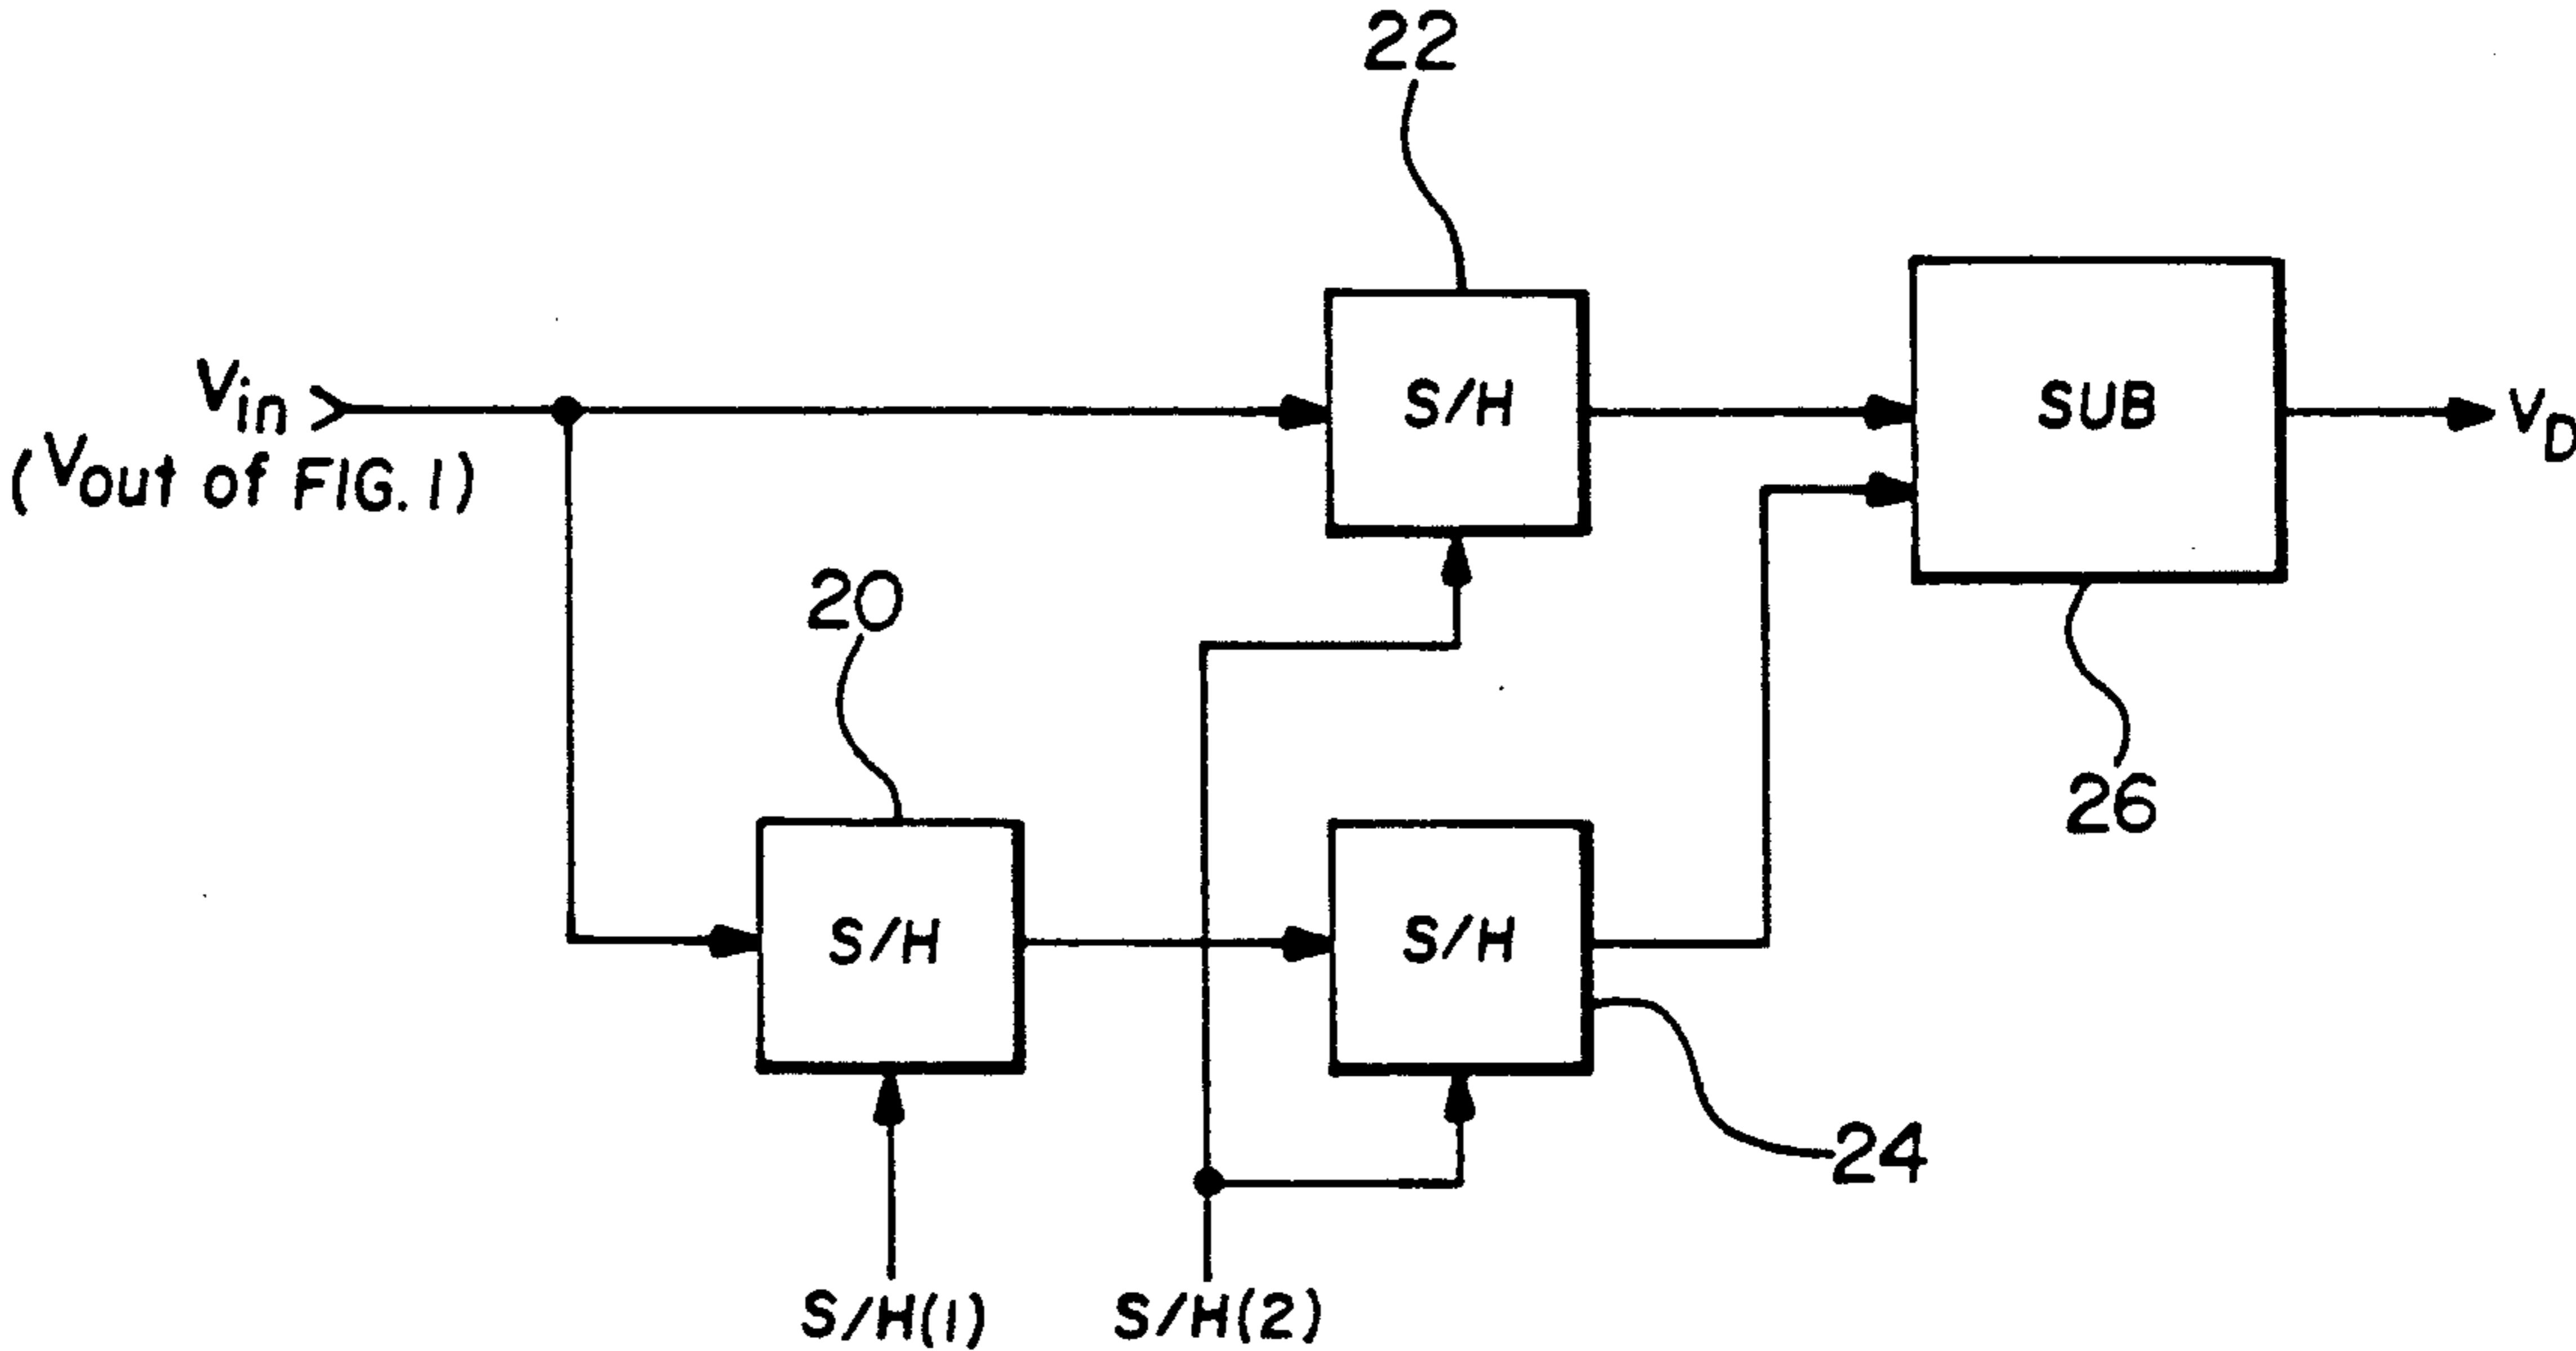 22
Vin
(Vout of FIG. 1)
S/H
SUB
VD
20
26
S/H
S/H
24
S/H(1)
S/H(2)